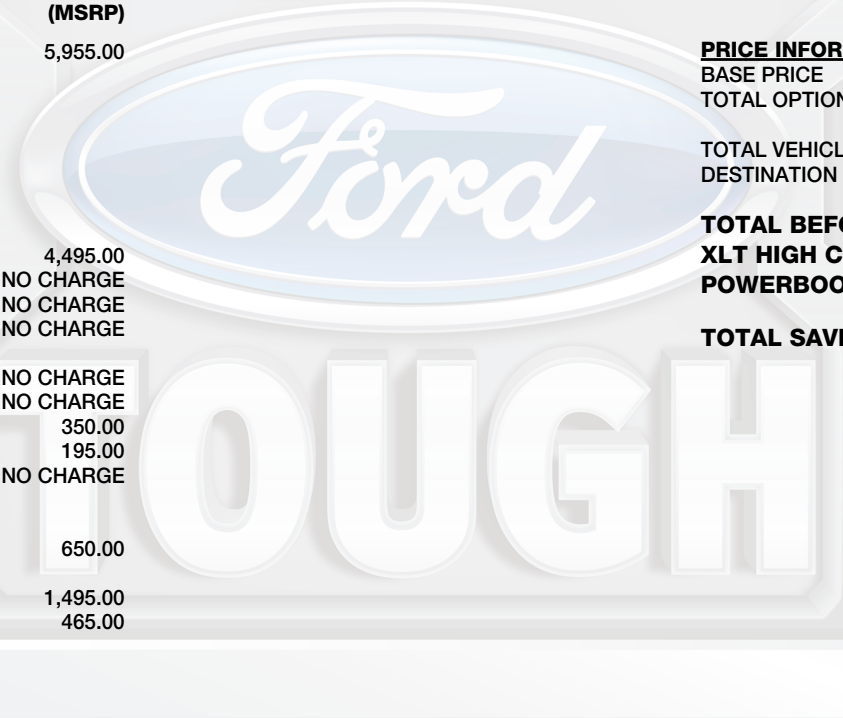 (MSRP)
5,955.00
4,495.00
NO CHARGE
NO CHARGE
NO CHARGE
NO CHARGE
NO CHARGE
350.00
195.00
NO CHARGE
650.00
1,495.00
465.00
PRICE INFOR
BASE PRICE
TOTAL OPTION
TOTAL VEHICL
DESTINATION
TOTAL BEFO
XLT HIGH C
POWERBOO
TOTAL SAVI
Ford
TOUGH